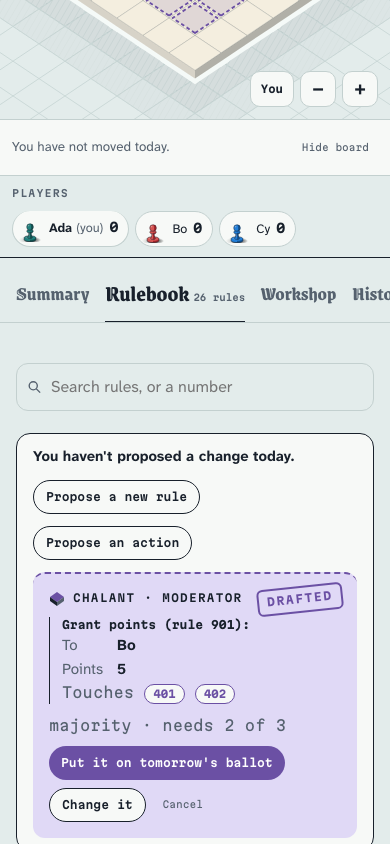 You
−
+
You have not moved today.
Hide board
PLAYERS
Ada (you) 0
Bo 0
Cy 0
Summary
Rulebook 26 rules
Workshop
Histo
Search rules, or a number
You haven't proposed a change today.
Propose a new rule
Propose an action
CHALANT · MODERATOR
DRAFTED
Grant points (rule 901):
To Bo
Points 5
Touches 401 402
majority · needs 2 of 3
Put it on tomorrow's ballot
Change it
Cancel